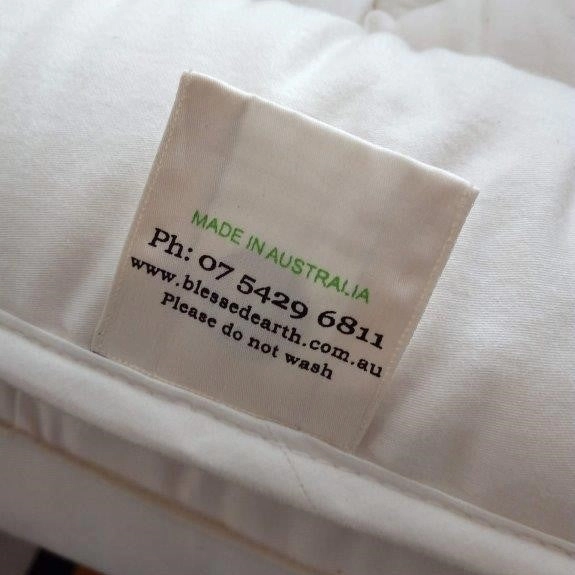 MADE IN AUSTRALIA
Ph: 07 5429 6811
www.blessedearth.com.au
Please do not wash